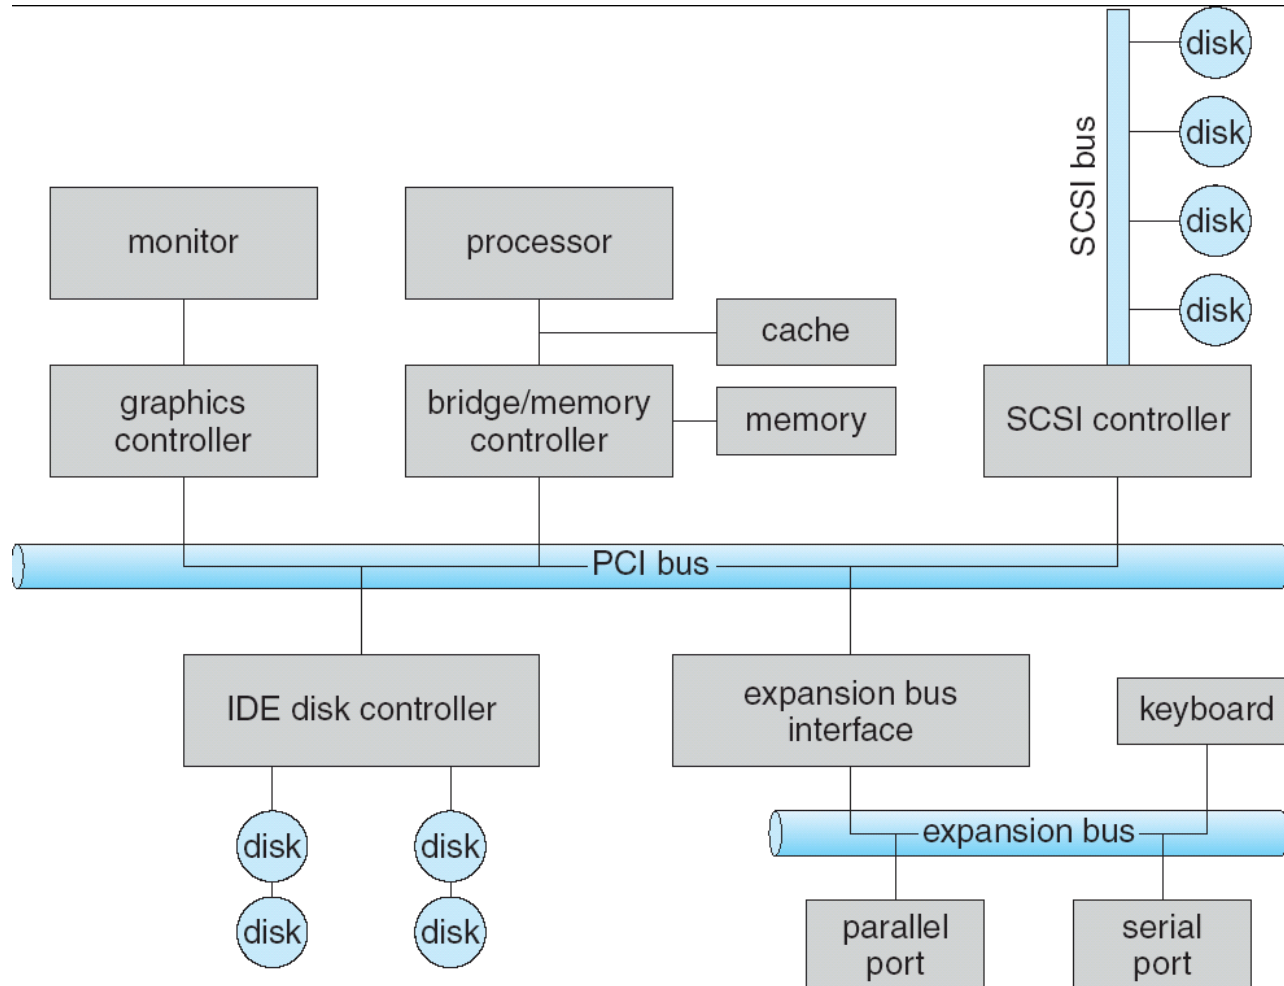 disk
disk
disk
disk
SCSI bus
monitor
processor
cache
graphics
controller
bridge/memory
controller
memory
SCSI controller
PCI bus
IDE disk controller
expansion bus
interface
keyboard
disk
disk
expansion bus
disk
disk
parallel
port
serial
port